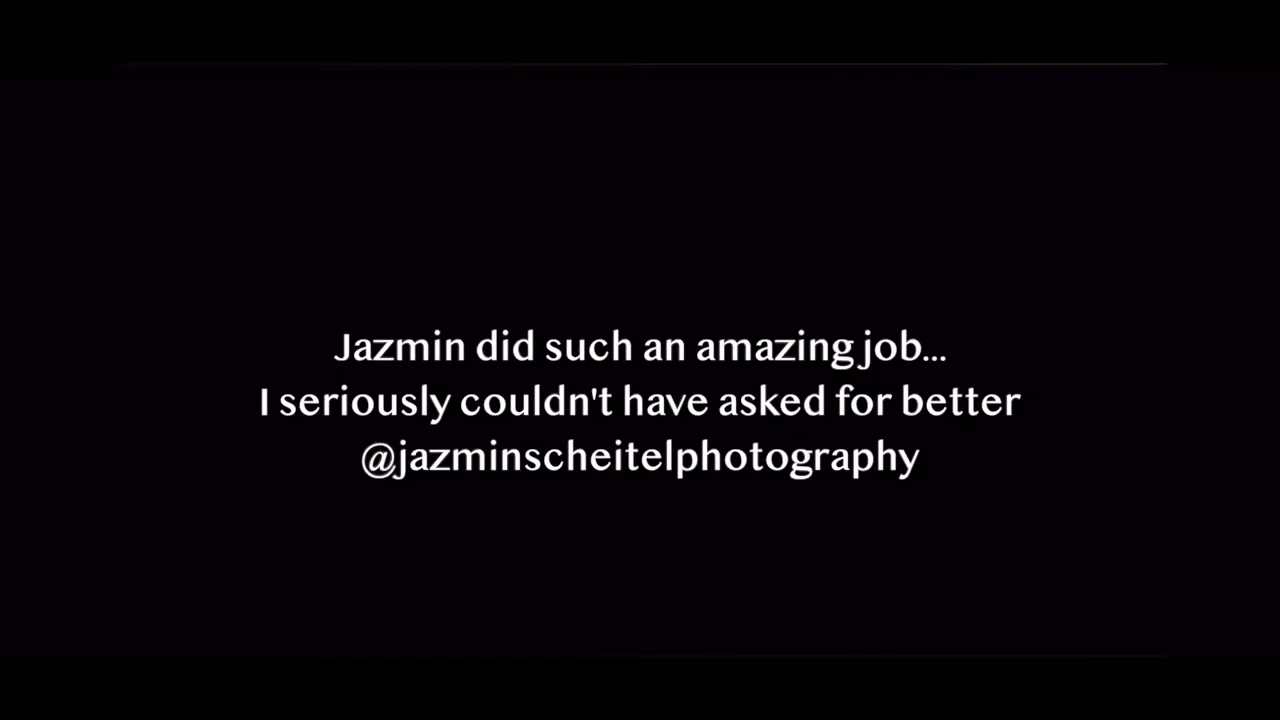 Jazmin did such an amazing job...
I seriously couldn't have asked for better
@jazminscheitelphotography